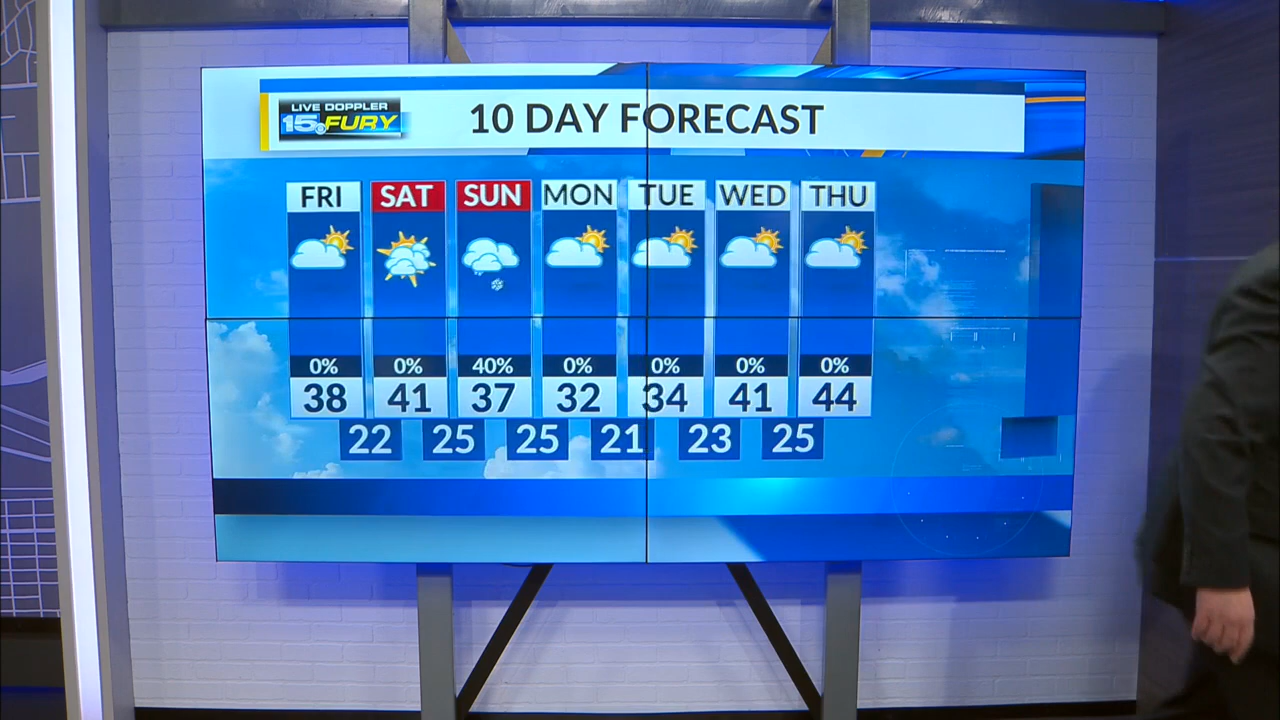 LIVE DOPPLER
15 FURY
10 DAY FORECAST
FRI SAT SUN MON TUE WED THU
0% 0% 40% 0% 0% 0% 0%
38 41 37 32 34 41 44
22 25 25 21 23 25